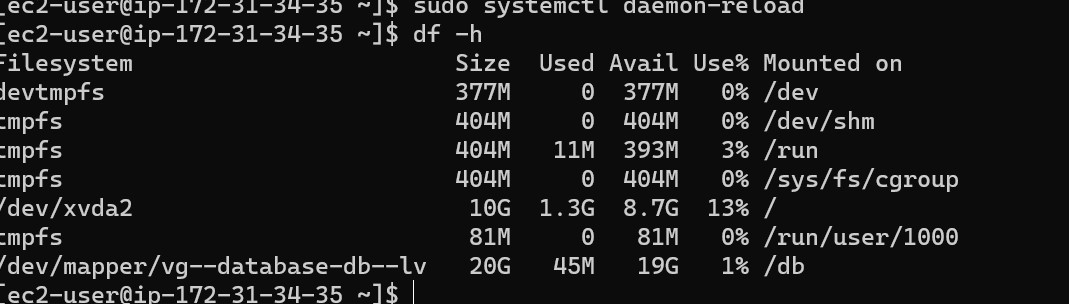 [ec2-user@ip-172-31-34-35 ~]$ sudo systemctl daemon-reload
[ec2-user@ip-172-31-34-35 ~]$ df -h
Filesystem                       Size  Used Avail Use% Mounted on
devtmpfs                         377M     0  377M   0% /dev
tmpfs                            404M     0  404M   0% /dev/shm
tmpfs                            404M   11M  393M   3% /run
tmpfs                            404M     0  404M   0% /sys/fs/cgroup
/dev/xvda2                        10G  1.3G  8.7G  13% /
tmpfs                             81M     0   81M   0% /run/user/1000
/dev/mapper/vg--database-db--lv   20G   45M   19G   1% /db
[ec2-user@ip-172-31-34-35 ~]$